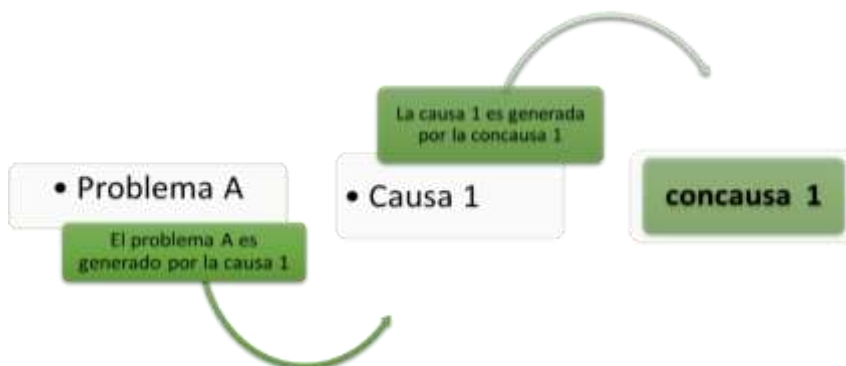 • Problema A
El problema A es
generado por la causa 1
• Causa 1
La causa 1 es generada
por la concausa 1
concausa 1